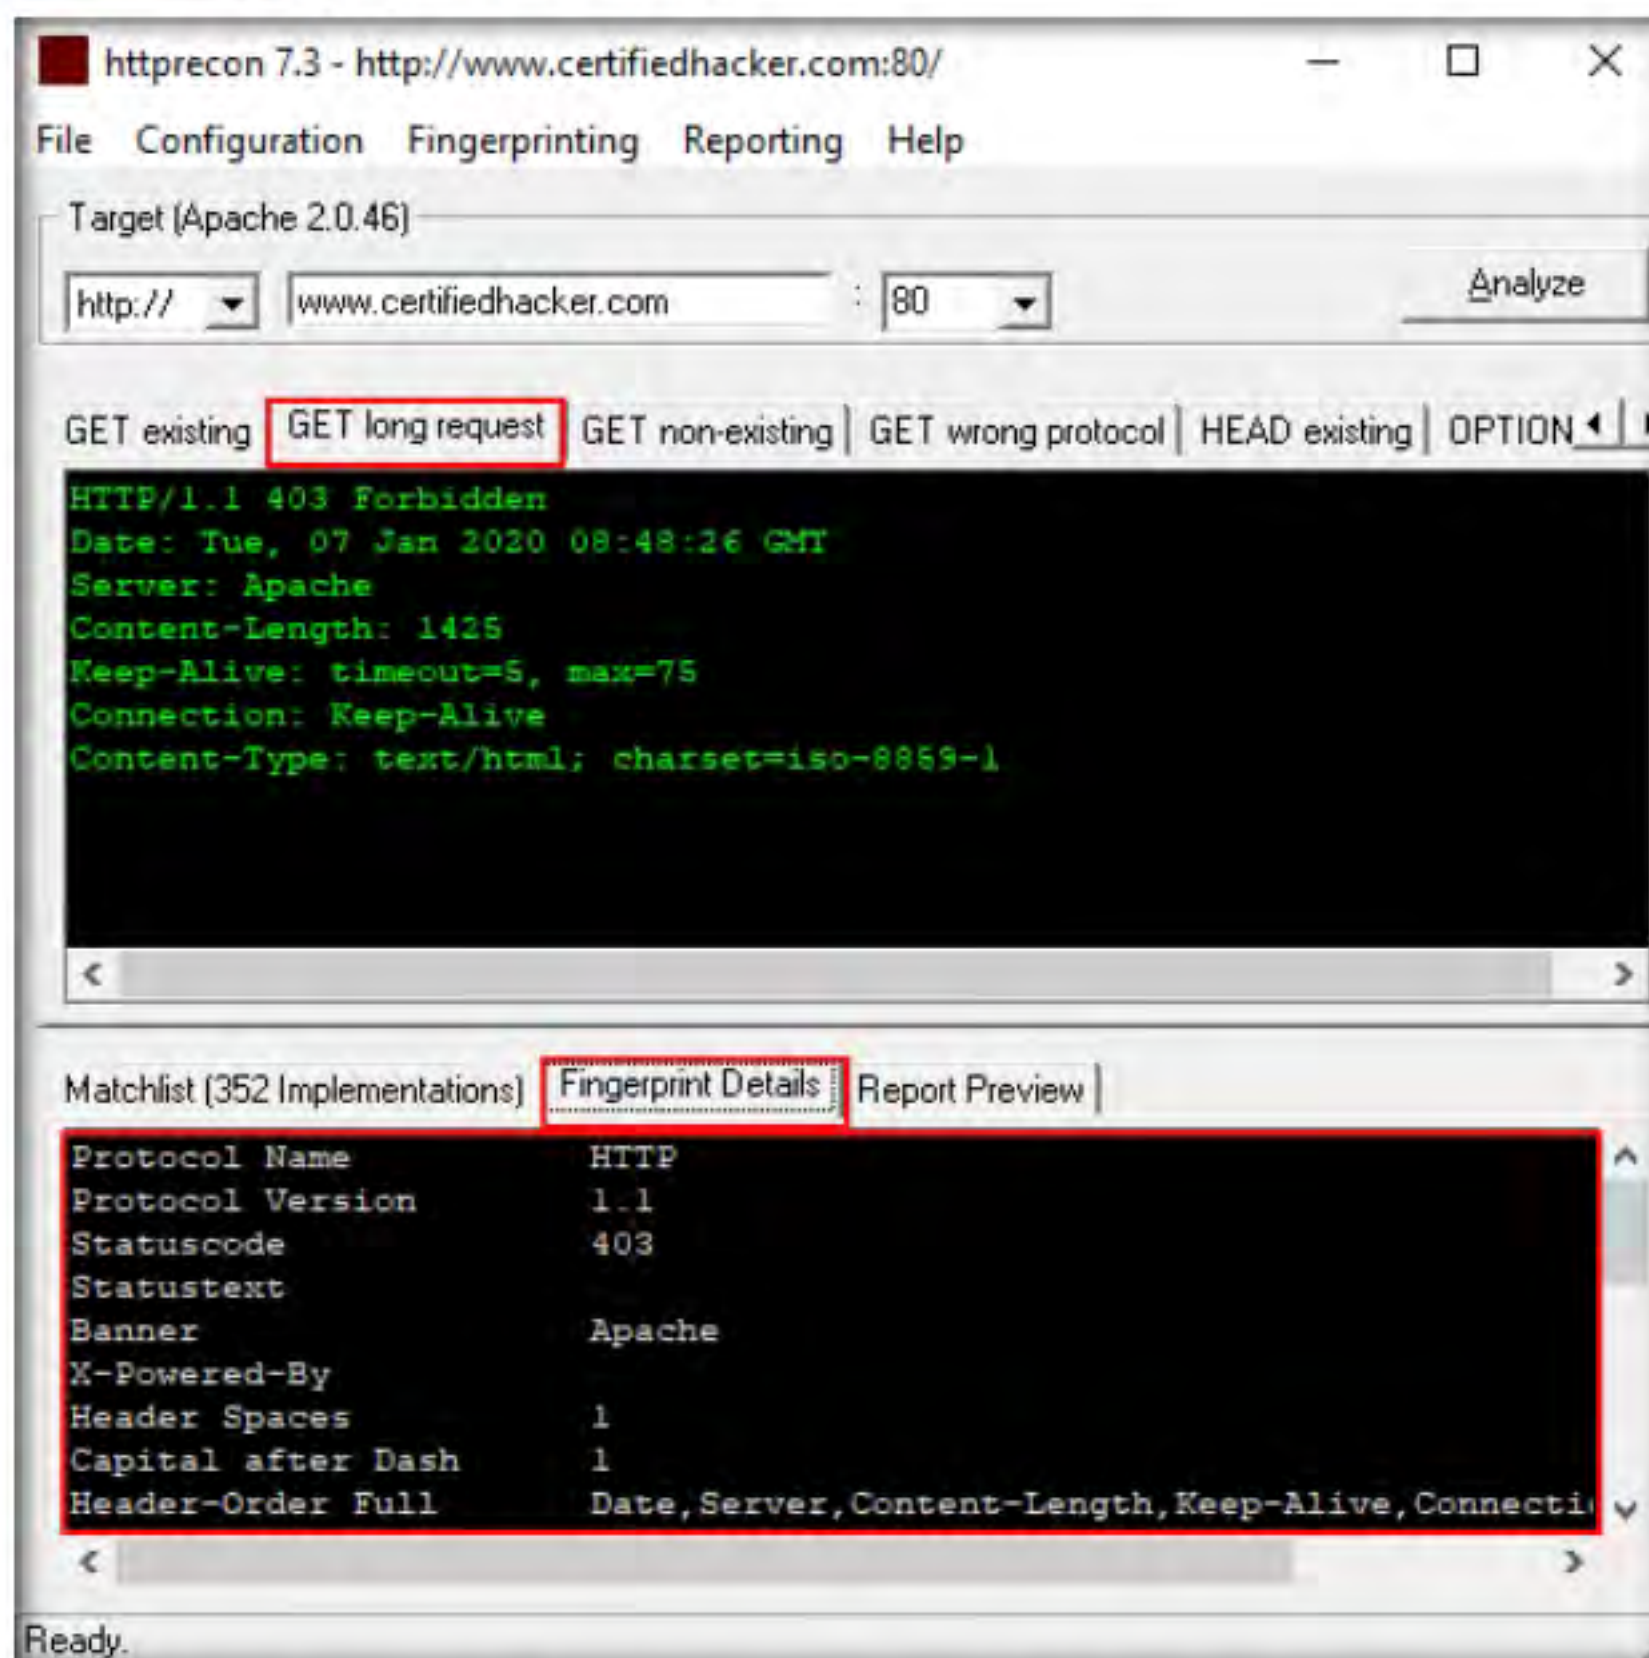 httprecon 7.3 - http://www.certifiedhacker.com:80/
File Configuration Fingerprinting Reporting Help
Target (Apache 2.0.46)
http:// www.certifiedhacker.com : 80 Analyze
GET existing GET long request GET non-existing GET wrong protocol HEAD existing OPTION
HTTP/1.1 403 Forbidden
Date: Tue, 07 Jan 2020 08:48:26 GMT
Server: Apache
Content-Length: 1425
Keep-Alive: timeout=5, max=75
Connection: Keep-Alive
Content-Type: text/html; charset=iso-8859-1
Matchlist (352 Implementations) Fingerprint Details Report Preview
Protocol Name HTTP
Protocol Version 1.1
Statuscode 403
Statustext
Banner Apache
X-Powered-By
Header Spaces 1
Capital after Dash 1
Header-Order Full Date,Server,Content-Length,Keep-Alive,Connecti
Ready.